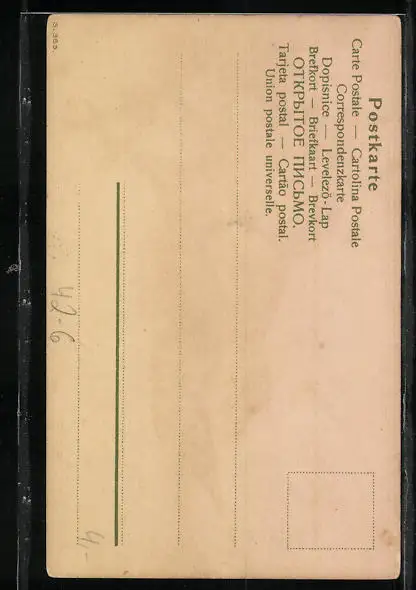 Postkarte
Carte Postale — Cartolina Postale
Correspondenzkarte
Dopisnice — Levelező-Lap
Brefkort — Briefkaart — Brevkort
ОТКРЫТОЕ ПИСЬМО.
Tarjeta postal — Cartão postal.
Union postale universelle.
S. 365.
42-6
4,-